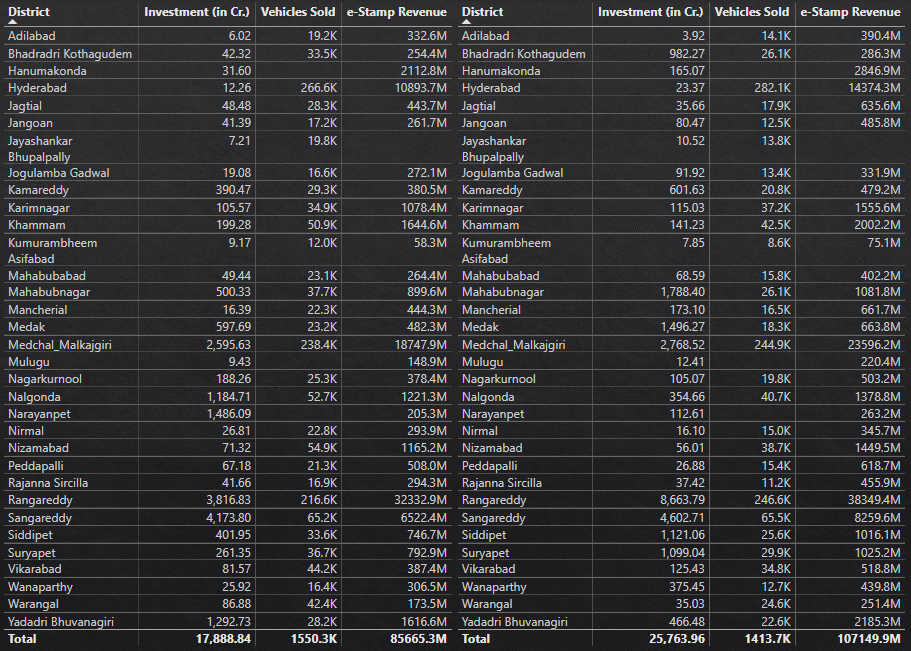 District Investment (in Cr.) Vehicles Sold e-Stamp Revenue
Adilabad 6.02 19.2K 332.6M
Bhadradri Kothagudem 42.32 33.5K 254.4M
Hanumakonda 31.60 2112.8M
Hyderabad 12.26 266.6K 10893.7M
Jagtial 48.48 28.3K 443.7M
Jangoan 41.39 17.2K 261.7M
Jayashankar 7.21 19.8K
Bhupalpally
Jogulamba Gadwal 19.08 16.6K 272.1M
Kamareddy 390.47 29.3K 380.5M
Karimnagar 105.57 34.9K 1078.4M
Khammam 199.28 50.9K 1644.6M
Kumurambheem 9.17 12.0K 58.3M
Asifabad
Mahabubabad 49.44 23.1K 264.4M
Mahabubnagar 500.33 37.7K 899.6M
Mancherial 16.39 22.3K 444.3M
Medak 597.69 23.2K 482.3M
Medchal_Malkajgiri 2,595.63 238.4K 18747.9M
Mulugu 9.43 148.9M
Nagarkurnool 188.26 25.3K 378.4M
Nalgonda 1,184.71 52.7K 1221.3M
Narayanpet 1,486.09 205.3M
Nirmal 26.81 22.8K 293.9M
Nizamabad 71.32 54.9K 1165.2M
Peddapalli 67.18 21.3K 508.0M
Rajanna Sircilla 41.66 16.9K 294.3M
Rangareddy 3,816.83 216.6K 32332.9M
Sangareddy 4,173.80 65.2K 6522.4M
Siddipet 401.95 33.6K 746.7M
Suryapet 261.35 36.7K 792.9M
Vikarabad 81.57 44.2K 387.4M
Wanaparthy 25.92 16.4K 306.5M
Warangal 86.88 42.4K 173.5M
Yadadri Bhuvanagiri 1,292.73 28.2K 1616.6M
Total 17,888.84 1550.3K 85665.3M
District Investment (in Cr.) Vehicles Sold e-Stamp Revenue
Adilabad 3.92 14.1K 390.4M
Bhadradri Kothagudem 982.27 26.1K 286.3M
Hanumakonda 165.07 2846.9M
Hyderabad 23.37 282.1K 14374.3M
Jagtial 35.66 17.9K 635.6M
Jangoan 80.47 12.5K 485.8M
Jayashankar 10.52 13.8K
Bhupalpally
Jogulamba Gadwal 91.92 13.4K 331.9M
Kamareddy 601.63 20.8K 479.2M
Karimnagar 115.03 37.2K 1555.6M
Khammam 141.23 42.5K 2002.2M
Kumurambheem 7.85 8.6K 75.1M
Asifabad
Mahabubabad 68.59 15.8K 402.2M
Mahabubnagar 1,788.40 26.1K 1081.8M
Mancherial 173.10 16.5K 661.7M
Medak 1,496.27 18.3K 663.8M
Medchal_Malkajgiri 2,768.52 244.9K 23596.2M
Mulugu 12.41 220.4M
Nagarkurnool 105.07 19.8K 503.2M
Nalgonda 354.66 40.7K 1378.8M
Narayanpet 112.61 263.2M
Nirmal 16.10 15.0K 345.7M
Nizamabad 56.01 38.7K 1449.5M
Peddapalli 26.88 15.4K 618.7M
Rajanna Sircilla 37.42 11.2K 455.9M
Rangareddy 8,663.79 246.6K 38349.4M
Sangareddy 4,602.71 65.5K 8259.6M
Siddipet 1,121.06 25.6K 1016.1M
Suryapet 1,099.04 29.9K 1025.2M
Vikarabad 125.43 34.8K 518.8M
Wanaparthy 375.45 12.7K 439.8M
Warangal 35.03 24.6K 251.4M
Yadadri Bhuvanagiri 466.48 22.6K 2185.3M
Total 25,763.96 1413.7K 107149.9M